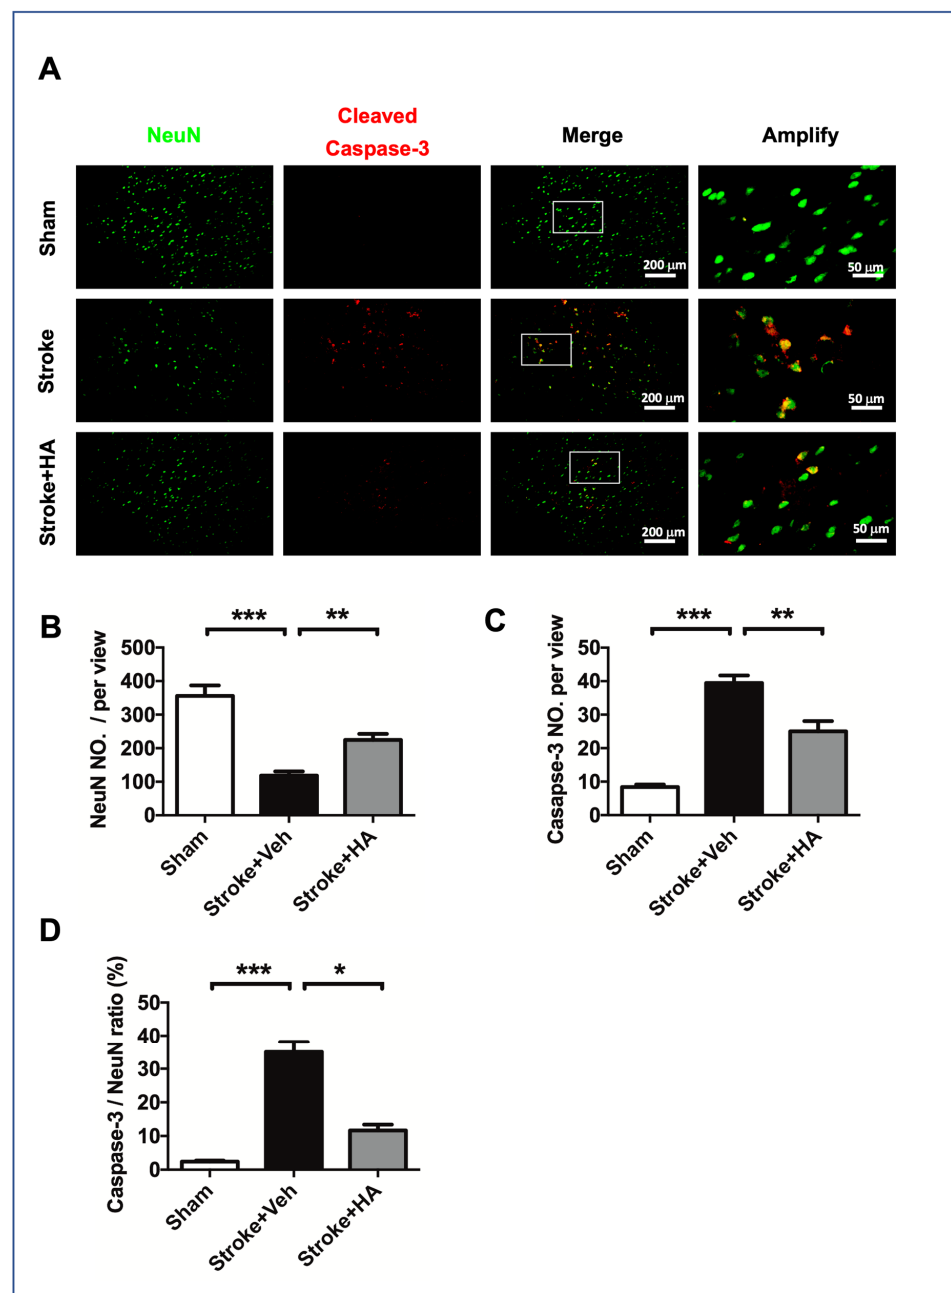 A
NeuN
Cleaved
Caspase-3
Merge
Amplify
Sham
200 μm
50 μm
Stroke
200 μm
50 μm
Stroke+HA
200 μm
50 μm
B
NeuN NO. / per view
500
400
300
200
100
0
***
**
Sham
Stroke+Veh
Stroke+HA
C
Casapse-3 NO. per view
50
40
30
20
10
0
***
**
Sham
Stroke+Veh
Stroke+HA
D
Caspase-3 / NeuN ratio (%)
50
40
30
20
10
0
***
*
Sham
Stroke+Veh
Stroke+HA